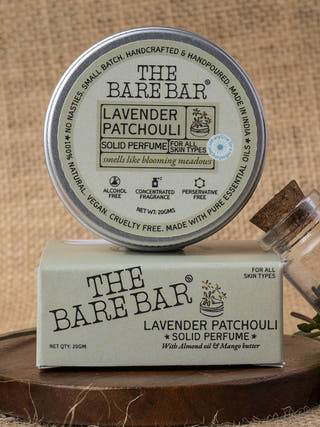 NO NASTIES, SMALL BATCH, HANDCRAFTED & HANDPOURED, MADE IN INDIA
★ 100% NATURAL, VEGAN, CRUELTY FREE. MADE WITH PURE ESSENTIAL OILS ★
THE
BARE BAR®
LAVENDER
PATCHOULI
SOLID PERFUME FOR ALL SKIN TYPES
smells like blooming meadows
ALCOHOL FREE
CONCENTRATED FRAGRANCE
PERSERVATIVE FREE
NET WT: 20GMS
THE
BARE BAR®
FOR ALL
SKIN TYPES
LAVENDER PATCHOULI
★ SOLID PERFUME ★
With Almond oil & Mango butter
NET QTY: 20GM